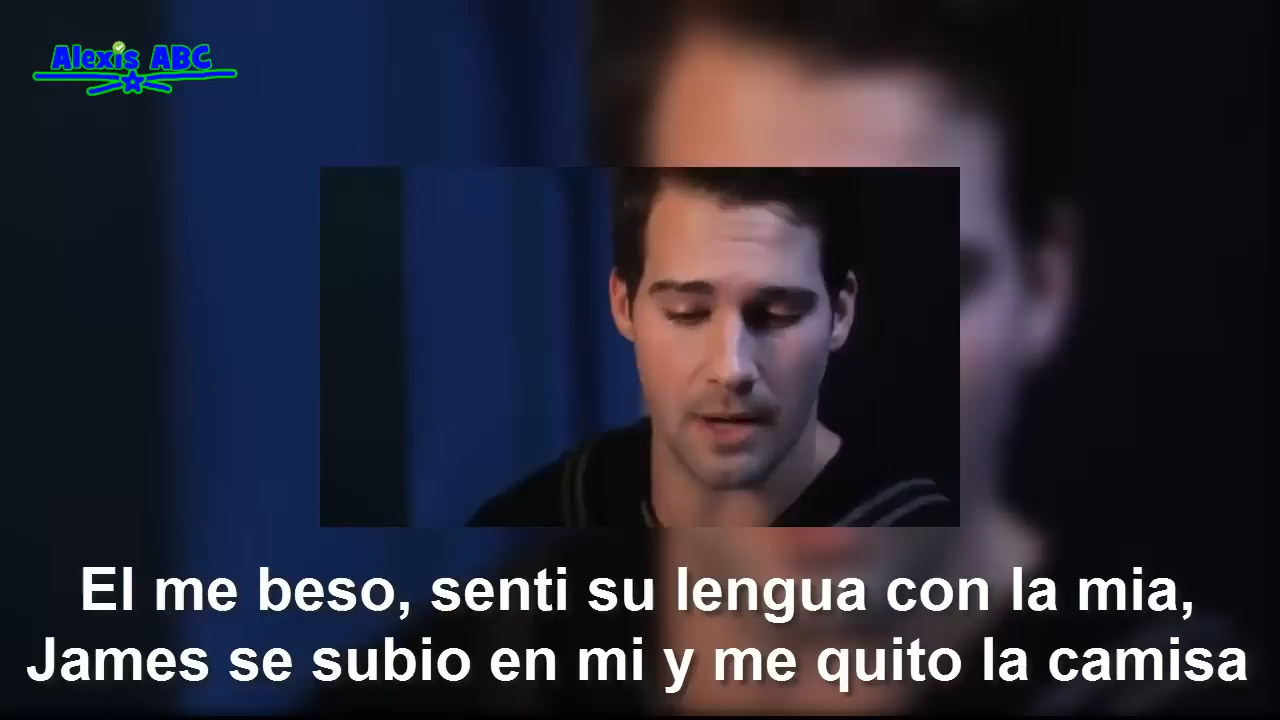 Alexis ABC
El me beso, senti su lengua con la mia,
James se subio en mi y me quito la camisa